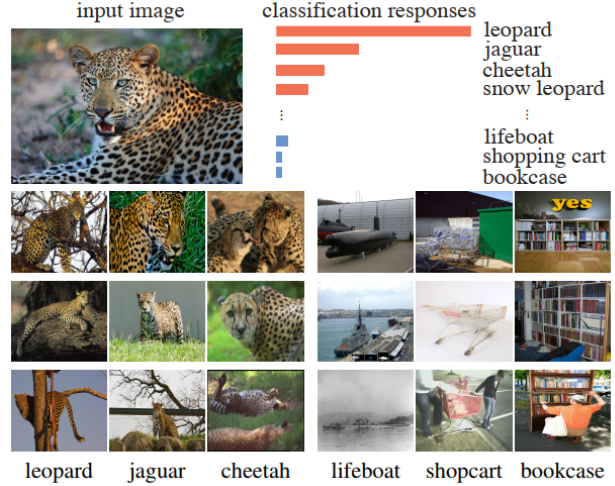 input image
classification responses
leopard
jaguar
cheetah
snow leopard
⋮ ⋮
lifeboat
shopping cart
bookcase
yes
leopard jaguar cheetah lifeboat shopcart bookcase